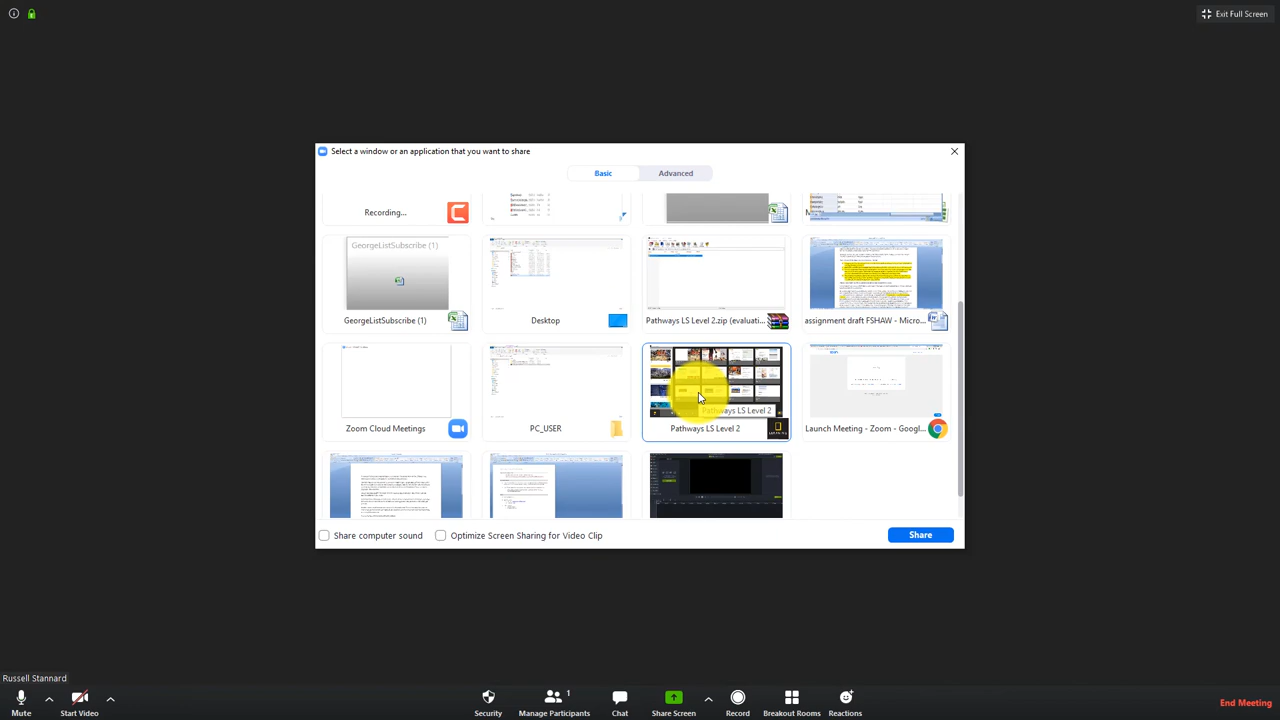 Exit Full Screen
Select a window or an application that you want to share
Basic
Advanced
Recording...
GeorgeListSubscribe (1)
GeorgeListSubscribe (1)
Desktop
Pathways LS Level 2.zip (evaluati...
assignment draft FSHAW - Micro...
Pathways LS Level 2
Zoom Cloud Meetings
PC_USER
Pathways LS Level 2
Launch Meeting - Zoom - Googl...
Share computer sound
Optimize Screen Sharing for Video Clip
Share
Russell Stannard
1
Mute
Start Video
Security
Manage Participants
Chat
Share Screen
Record
Breakout Rooms
Reactions
End Meeting